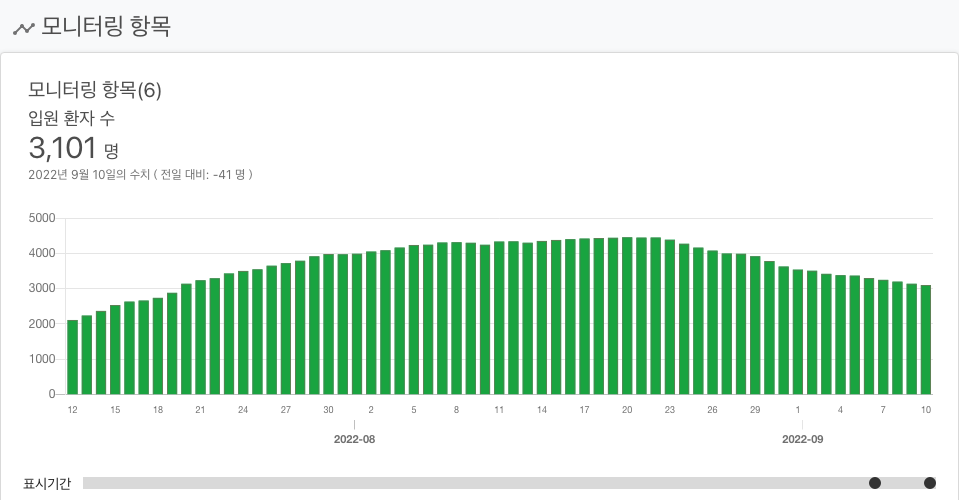 모니터링 항목
모니터링 항목(6)
입원 환자 수
3,101 명
2022년 9월 10일의 수치 ( 전일 대비: -41 명 )
5000
4000
3000
2000
1000
0
12 15 18 21 24 27 30 2 5 8 11 14 17 20 23 26 29 1 4 7 10
2022-08 2022-09
표시기간